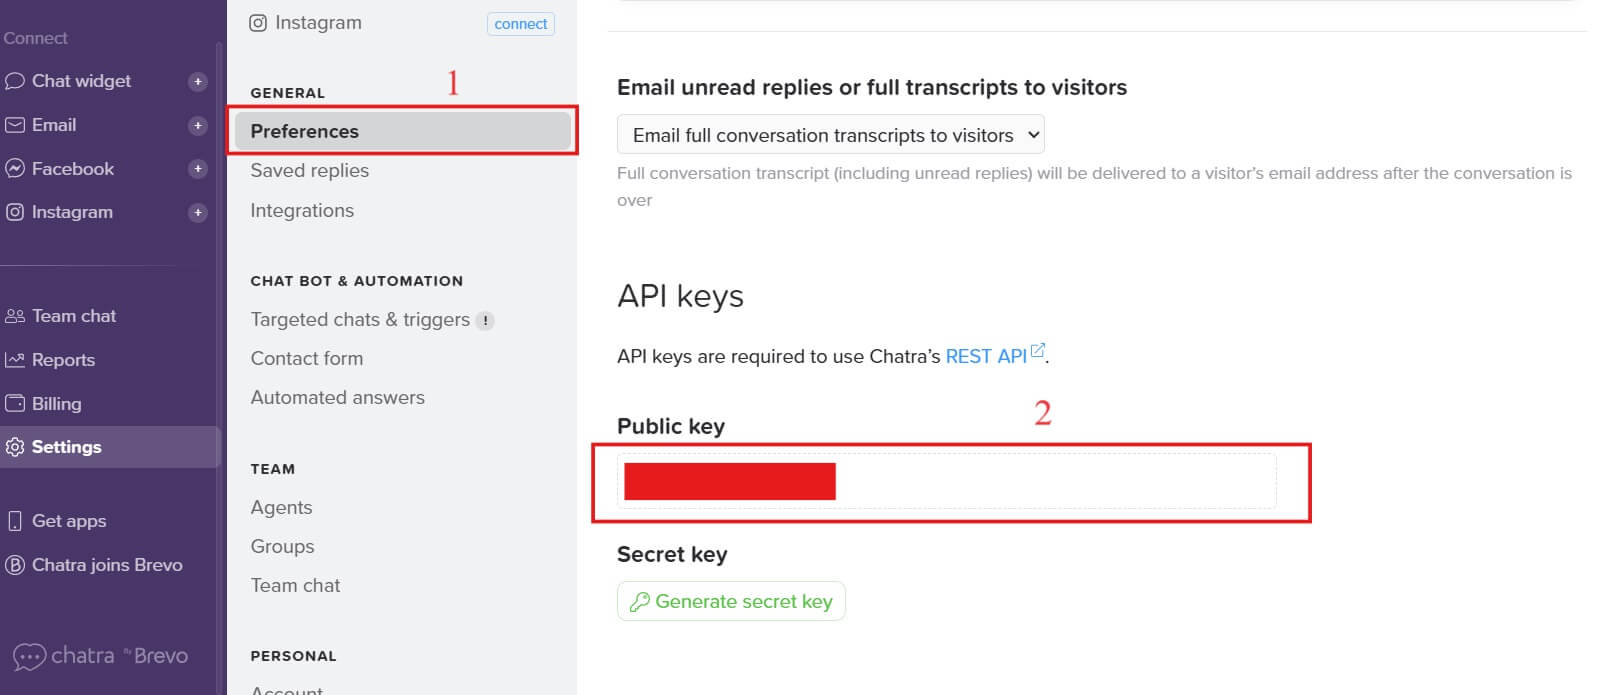 Connect
Chat widget
Email
Facebook
Instagram
Team chat
Reports
Billing
Settings
Get apps
Chatra joins Brevo
chatra By Brevo
Instagram
connect
GENERAL
1
Preferences
Saved replies
Integrations
CHAT BOT & AUTOMATION
Targeted chats & triggers !
Contact form
Automated answers
TEAM
Agents
Groups
Team chat
PERSONAL
Account
Email unread replies or full transcripts to visitors
Email full conversation transcripts to visitors
Full conversation transcript (including unread replies) will be delivered to a visitor’s email address after the conversation is
over
API keys
API keys are required to use Chatra’s REST API.
2
Public key
Secret key
Generate secret key